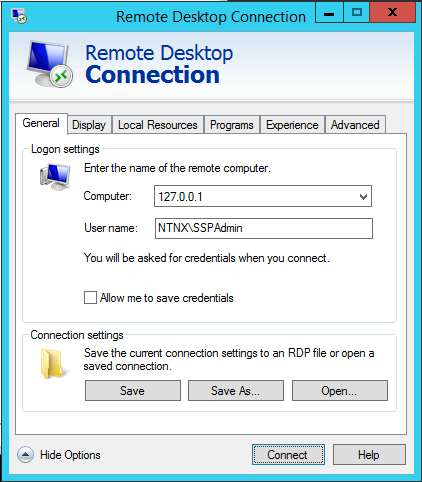 Remote Desktop Connection
Remote Desktop
Connection
General Display Local Resources Programs Experience Advanced
Logon settings
Enter the name of the remote computer.
Computer: 127.0.0.1
User name: NTNX\SSPAdmin
You will be asked for credentials when you connect.
Allow me to save credentials
Connection settings
Save the current connection settings to an RDP file or open a
saved connection.
Save Save As... Open...
Hide Options Connect Help